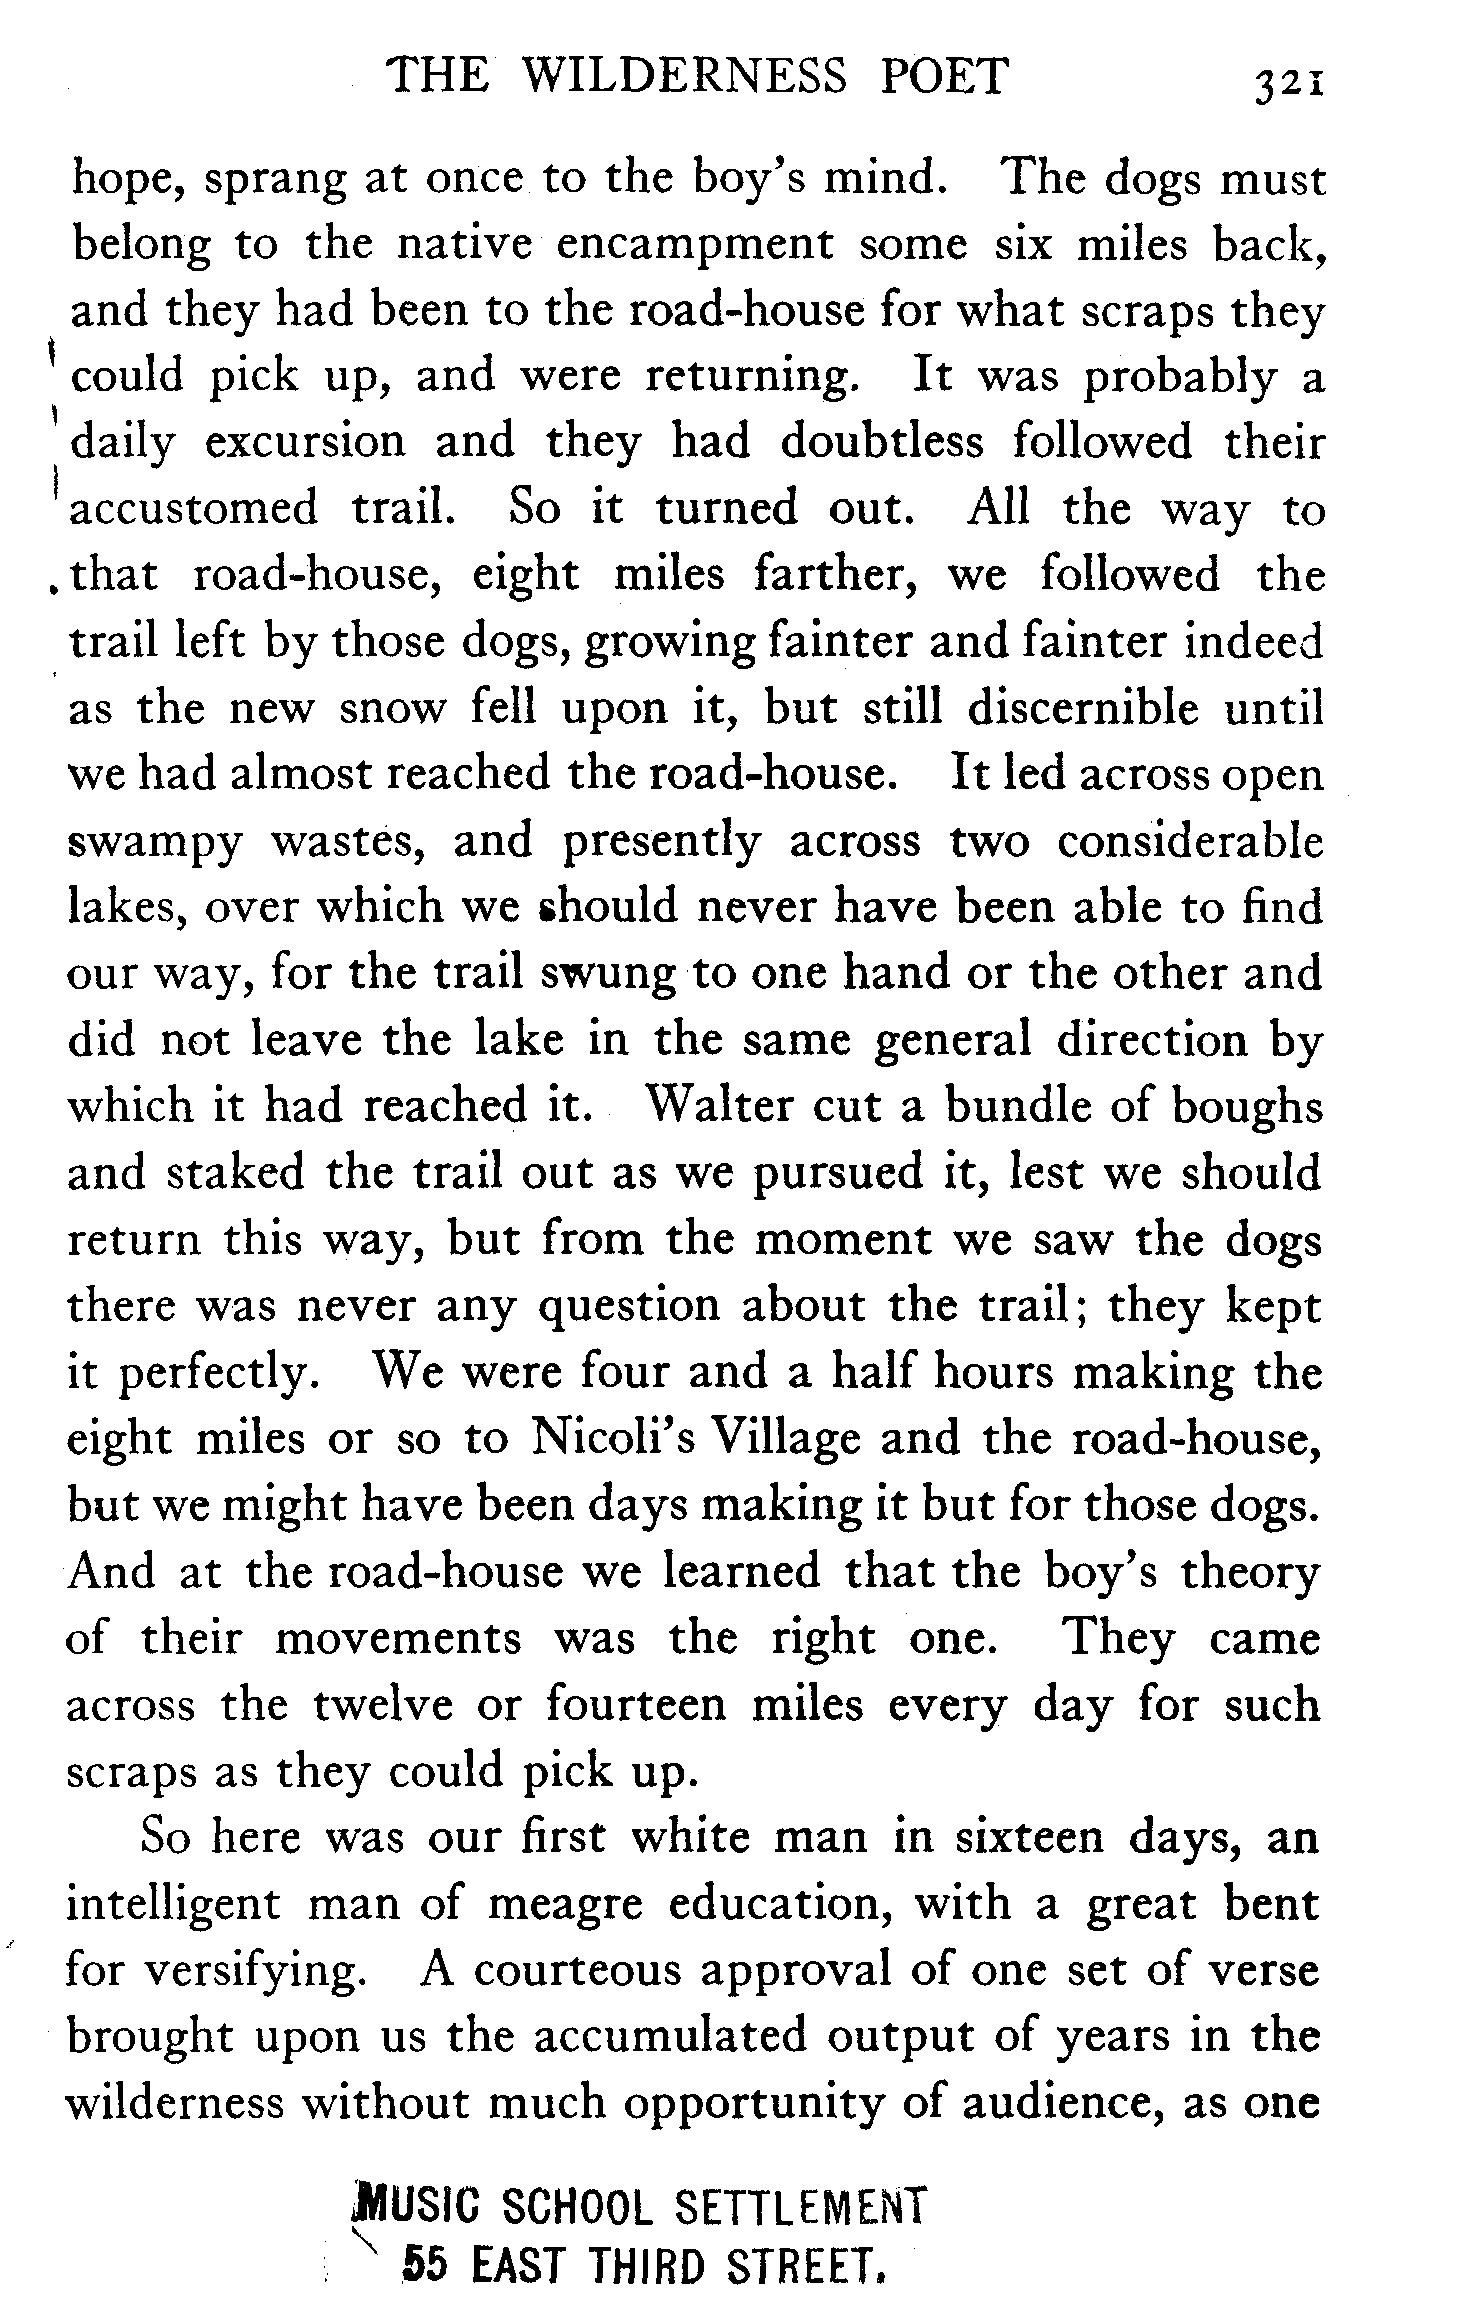 THE WILDERNESS POET 321
hope, sprang at once to the boy's mind. The dogs must
belong to the native encampment some six miles back,
and they had been to the road-house for what scraps they
could pick up, and were returning. It was probably a
daily excursion and they had doubtless followed their
accustomed trail. So it turned out. All the way to
that road-house, eight miles farther, we followed the
trail left by those dogs, growing fainter and fainter indeed
as the new snow fell upon it, but still discernible until
we had almost reached the road-house. It led across open
swampy wastes, and presently across two considerable
lakes, over which we should never have been able to find
our way, for the trail swung to one hand or the other and
did not leave the lake in the same general direction by
which it had reached it. Walter cut a bundle of boughs
and staked the trail out as we pursued it, lest we should
return this way, but from the moment we saw the dogs
there was never any question about the trail; they kept
it perfectly. We were four and a half hours making the
eight miles or so to Nicoli's Village and the road-house,
but we might have been days making it but for those dogs.
And at the road-house we learned that the boy's theory
of their movements was the right one. They came
across the twelve or fourteen miles every day for such
scraps as they could pick up.
So here was our first white man in sixteen days, an
intelligent man of meagre education, with a great bent
for versifying. A courteous approval of one set of verse
brought upon us the accumulated output of years in the
wilderness without much opportunity of audience, as one
MUSIC SCHOOL SETTLEMENT
55 EAST THIRD STREET.